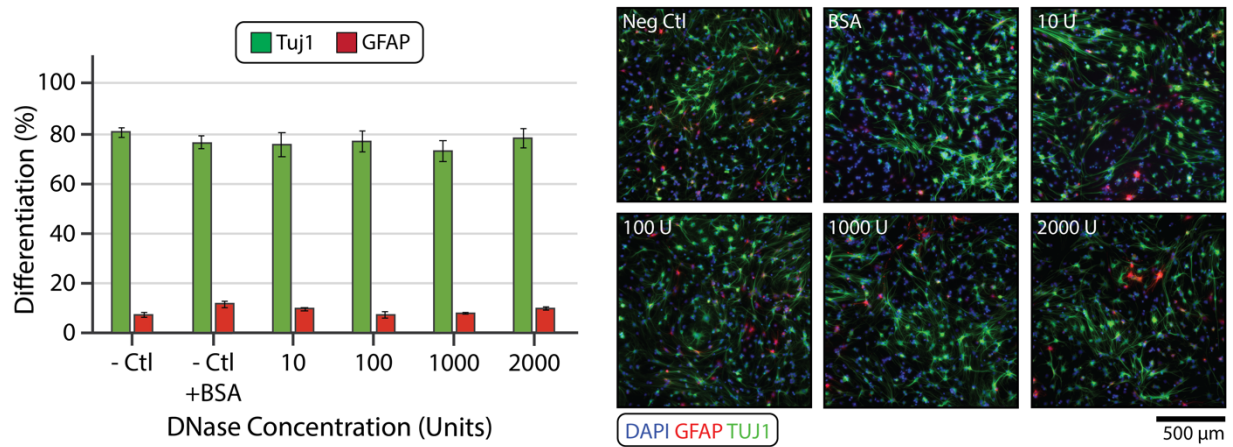 Tuj1 GFAP
Differentiation (%)
100
80
60
40
20
0
- Ctl - Ctl +BSA 10 100 1000 2000
DNase Concentration (Units)
Neg Ctl BSA 10 U
100 U 1000 U 2000 U
DAPI GFAP TUJ1
500 µm